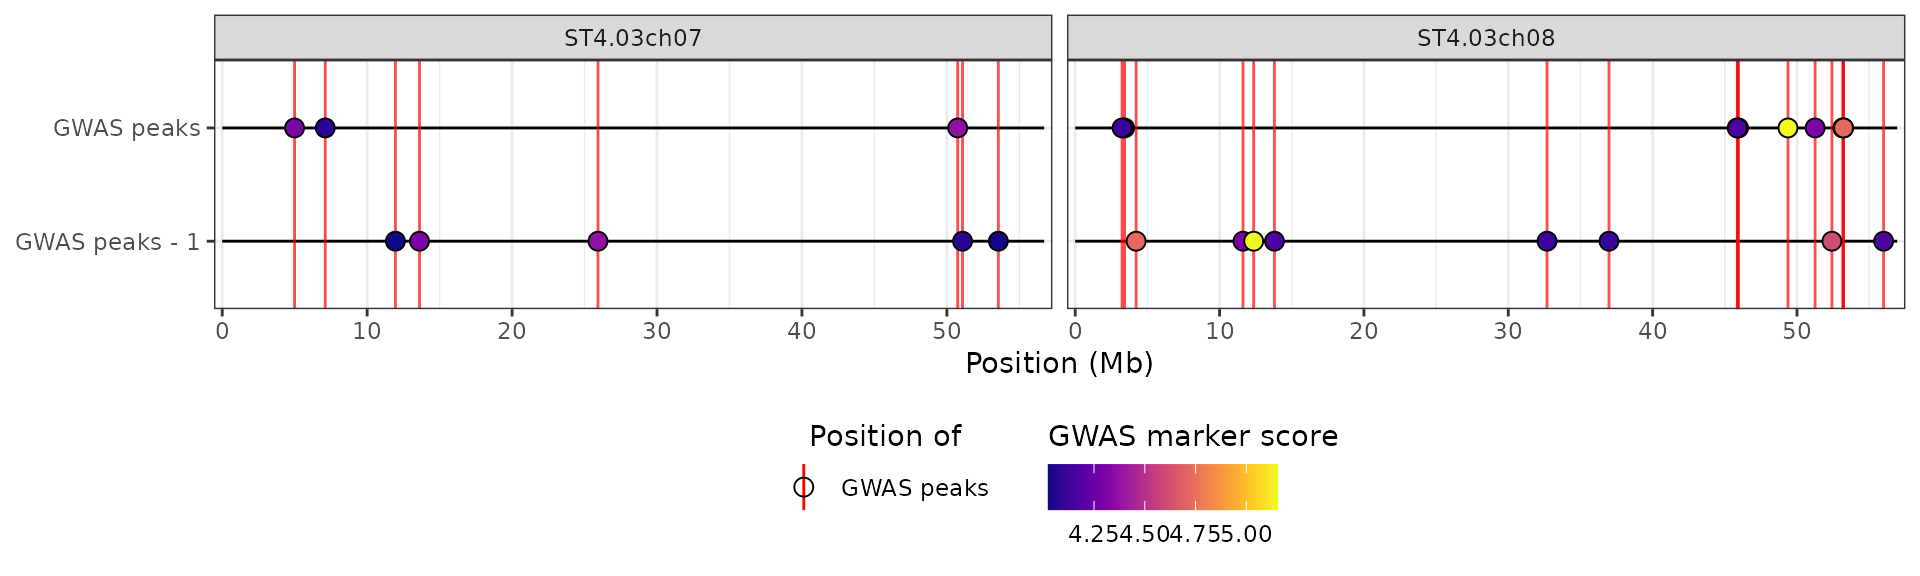 ST4.03ch07 ST4.03ch08
GWAS peaks
GWAS peaks - 1
0 10 20 30 40 50 0 10 20 30 40 50
Position (Mb)
Position of GWAS marker score
GWAS peaks
4.254.504.755.00